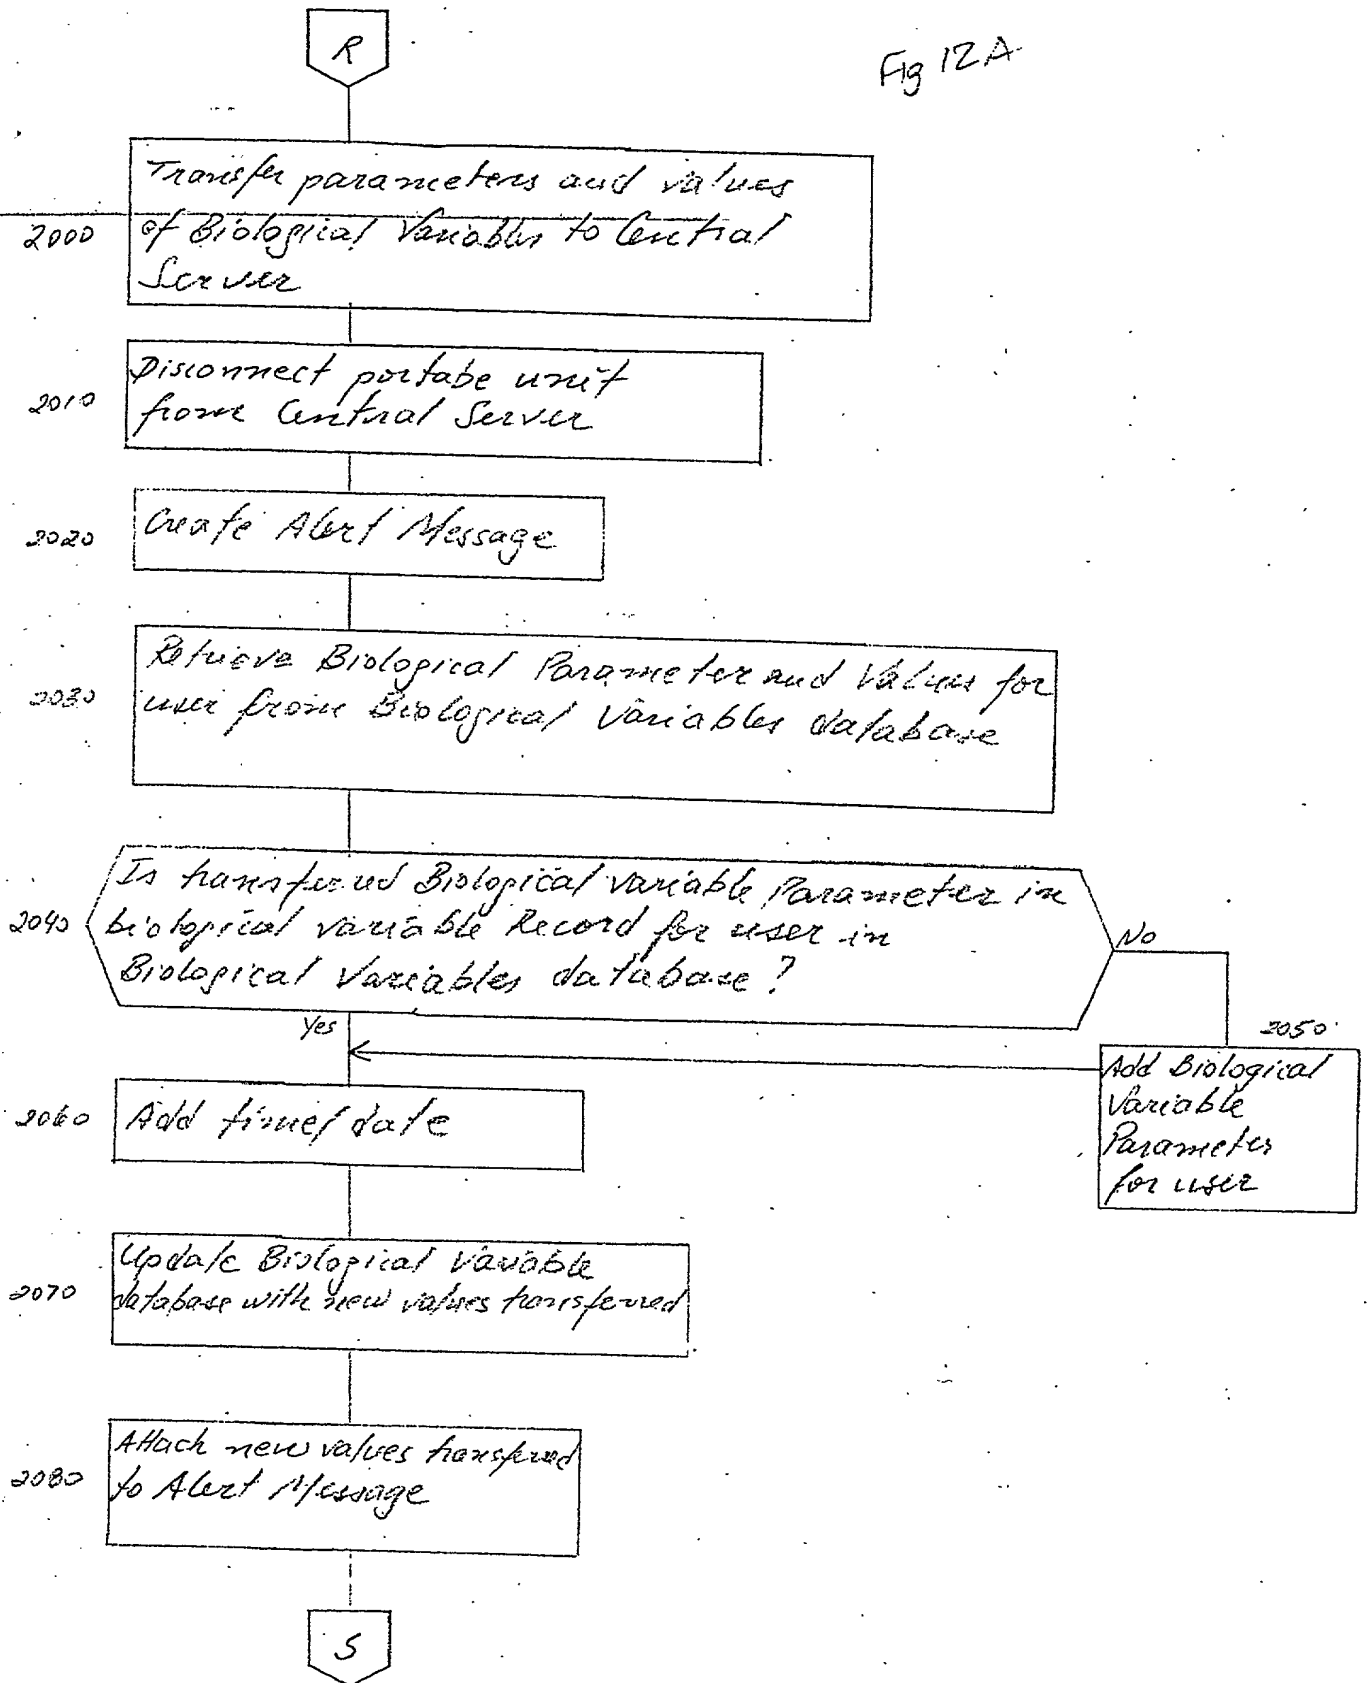 R
Fig 12A
Transfer parameters and values
2000 of Biological Variables to Central
Server
Disconnect portabe unit
2010 from Central Server
2020 Create Alert Message
Retrieve Biological Parameter and Values for
2030 user from Biological Variables database
Is transferred Biological variable Parameter in
2040 biological variable Record for user in
Biological Variables database?
No
Yes
2050
Add Biological
Variable
Parameter
for user
2060 Add time/date
Update Biological Variable
2070 database with new values transferred
Attach new values transferred
2080 to Alert Message
S